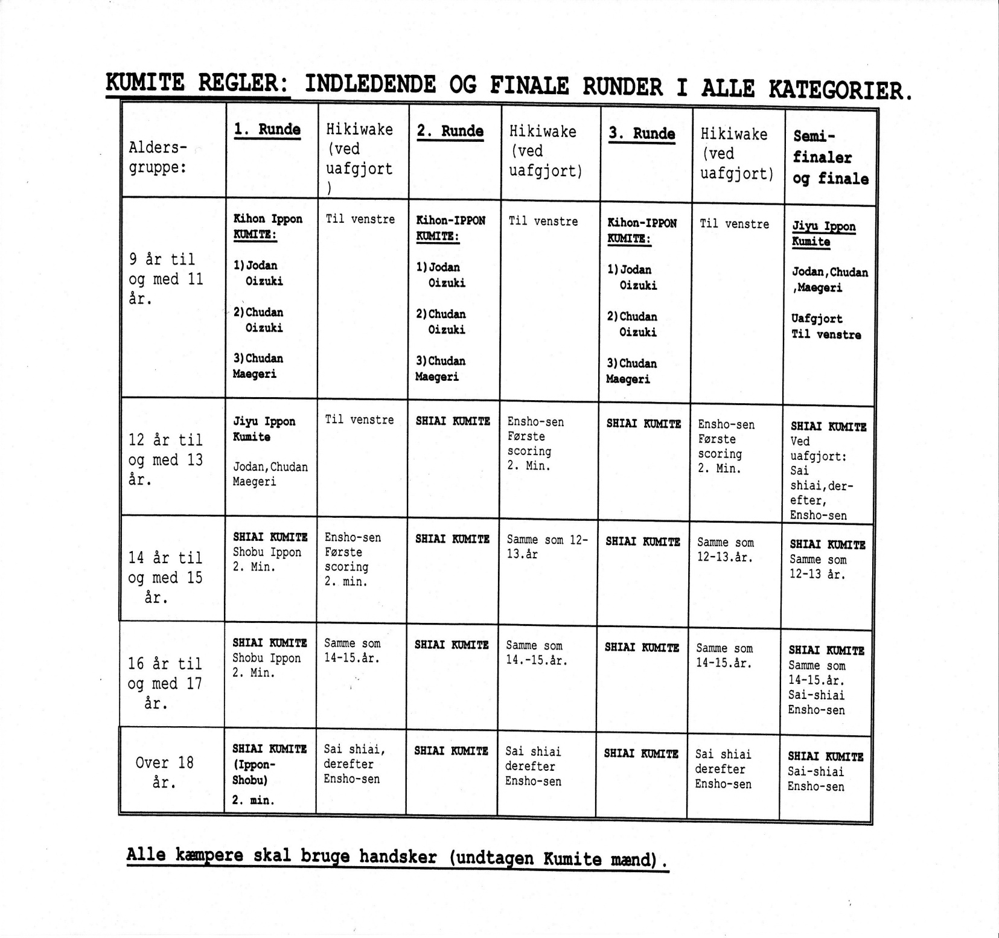 KUMITE REGLER: INDLEDENDE OG FINALE RUNDER I ALLE KATEGORIER.
Alders-
gruppe:
1. Runde
Hikiwake
(ved
uafgjort
)
2. Runde
Hikiwake
(ved
uafgjort)
3. Runde
Hikiwake
(ved
uafgjort)
Semi-
finaler
og finale
9 år til
og med 11
år.
Kihon Ippon
KUMITE:
1)Jodan
Oizuki
2)Chudan
Oizuki
3)Chudan
Maegeri
Til venstre
Kihon-IPPON
KUMITE:
1)Jodan
Oizuki
2)Chudan
Oizuki
3)Chudan
Maegeri
Til venstre
Kihon-IPPON
KUMITE:
1)Jodan
Oizuki
2)Chudan
Oizuki
3)Chudan
Maegeri
Til venstre
Jiyu Ippon
Kumite
Jodan,Chudan
,Maegeri
Uafgjort
Til venstre
12 år til
og med 13
år.
Jiyu Ippon
Kumite
Jodan,Chudan
Maegeri
Til venstre
SHIAI KUMITE
Ensho-sen
Første
scoring
2. Min.
SHIAI KUMITE
Ensho-sen
Første
scoring
2. Min.
SHIAI KUMITE
Ved
uafgjort:
Sai
shiai,der-
efter,
Ensho-sen
14 år til
og med 15
år.
SHIAI KUMITE
Shobu Ippon
2. Min.
Ensho-sen
Første
scoring
2. min.
SHIAI KUMITE
Samme som 12-
13.år
SHIAI KUMITE
Samme som
12-13.år.
SHIAI KUMITE
Samme som
12-13 år.
16 år til
og med 17
år.
SHIAI KUMITE
Shobu Ippon
2. Min.
Samme som
14-15.år.
SHIAI KUMITE
Samme som
14.-15.år.
SHIAI KUMITE
Samme som
14-15.år.
SHIAI KUMITE
Samme som
14-15.år.
Sai-shiai
Ensho-sen
Over 18
år.
SHIAI KUMITE
(Ippon-
Shobu)
2. min.
Sai shiai,
derefter
Ensho-sen
SHIAI KUMITE
Sai shiai
derefter
Ensho-sen
SHIAI KUMITE
Sai shiai
derefter
Ensho-sen
SHIAI KUMITE
Sai-shiai
Ensho-sen
Alle kæmpere skal bruge handsker (undtagen Kumite mænd).